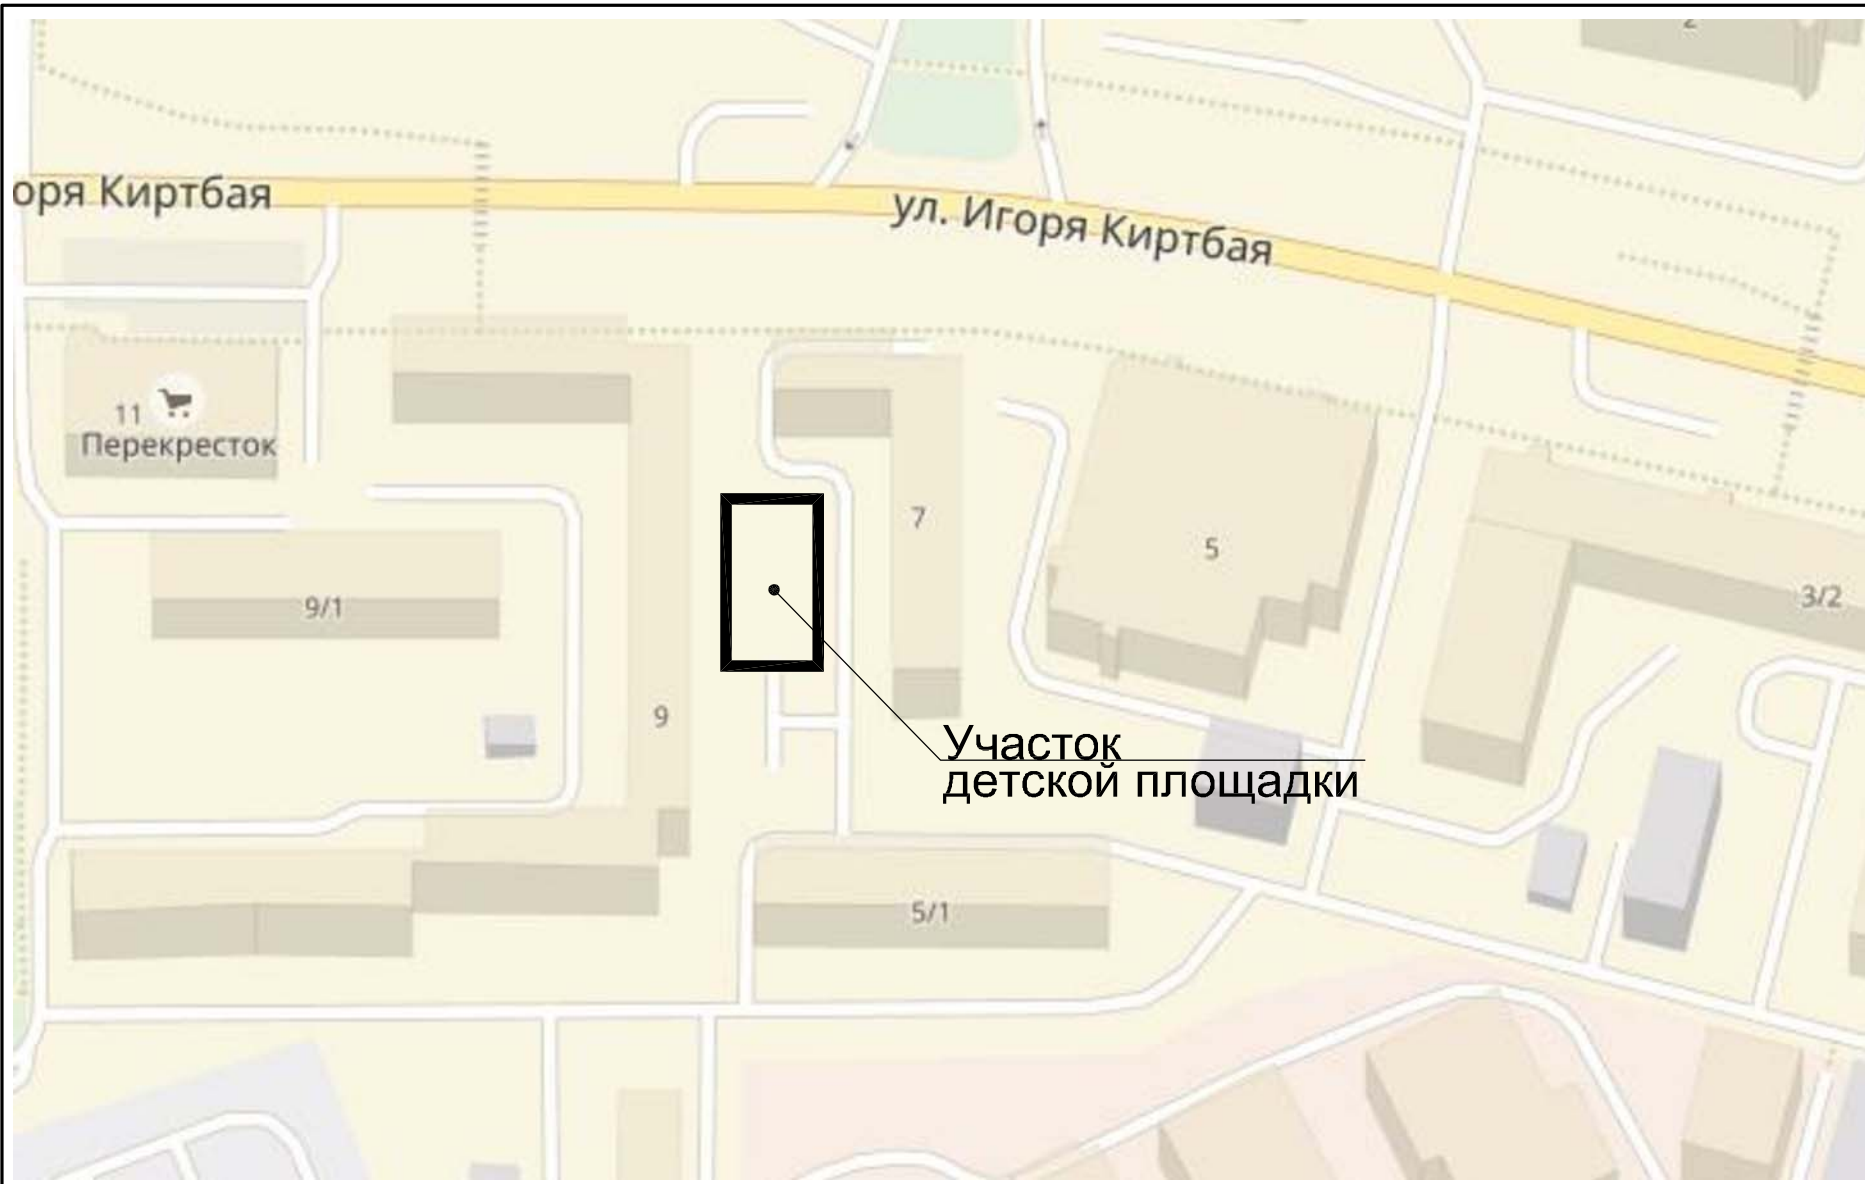 2
оря Киртбая
ул. Игоря Киртбая
11
Перекресток
7
5
9/1
3/2
9
Участок
детской площадки
5/1